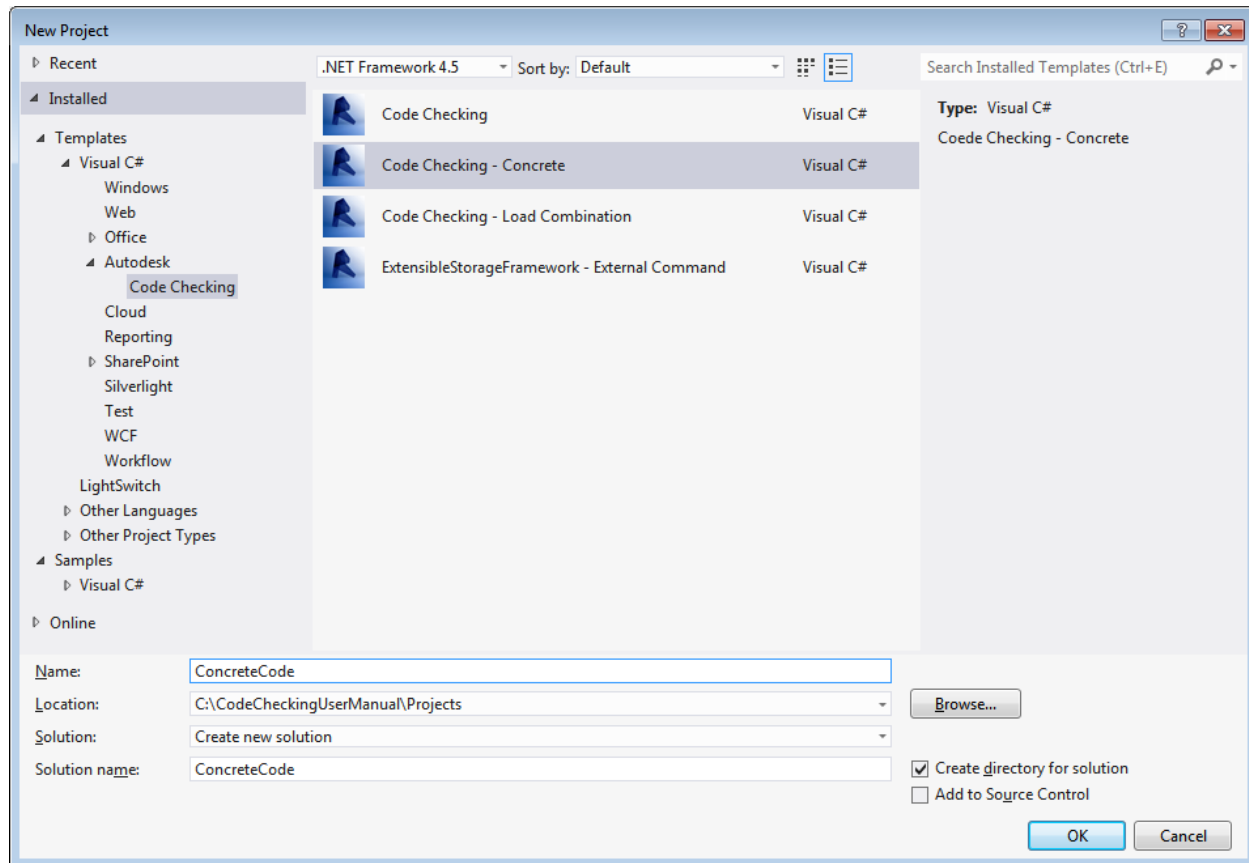 New Project
Recent
.NET Framework 4.5
Sort by: Default
Search Installed Templates (Ctrl+E)
Installed
Templates
Visual C#
Windows
Web
Office
Autodesk
Code Checking
Cloud
Reporting
SharePoint
Silverlight
Test
WCF
Workflow
LightSwitch
Other Languages
Other Project Types
Samples
Visual C#
Online
Code Checking Visual C#
Code Checking - Concrete Visual C#
Code Checking - Load Combination Visual C#
ExtensibleStorageFramework - External Command Visual C#
Type: Visual C#
Coede Checking - Concrete
Name: ConcreteCode
Location: C:\CodeCheckingUserManual\Projects
Browse...
Solution: Create new solution
Solution name: ConcreteCode
Create directory for solution
Add to Source Control
OK Cancel